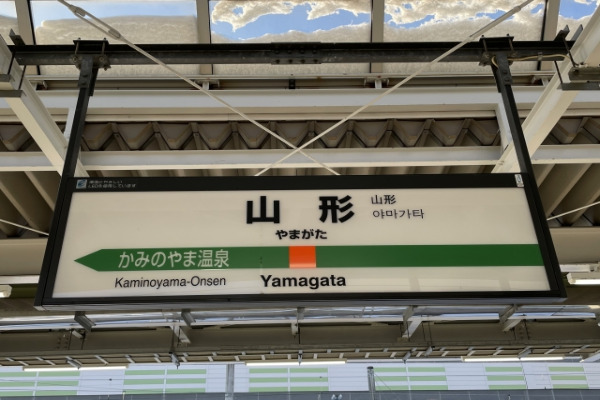 山形
山形
야마가타
やまがた
かみのやま温泉
Kaminoyama-Onsen
Yamagata